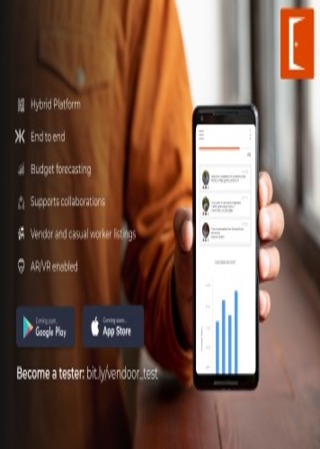 Hybrid Platform
End to end
Budget forecasting
Supports collaborations
Vendor and casual worker listings
AR/VR enabled
Coming soon...
Google Play
Coming soon...
App Store
Become a tester: bit.ly/vendoor_test